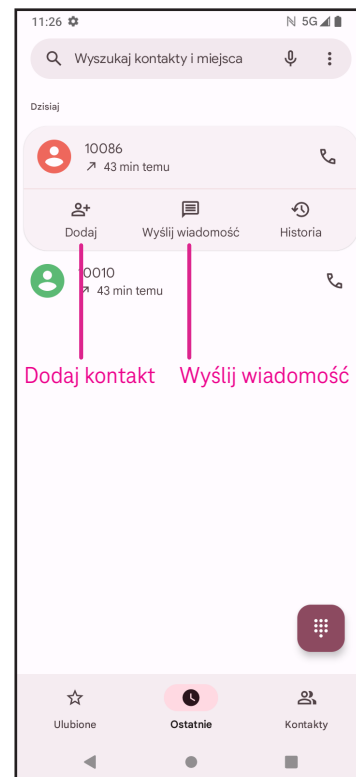 11:26 5G
Wyszukaj kontakty i miejsca
Dzisiaj
10086
43 min temu
Dodaj Wyślij wiadomość Historia
10010
43 min temu
Dodaj kontakt Wyślij wiadomość
Ulubione Ostatnie Kontakty